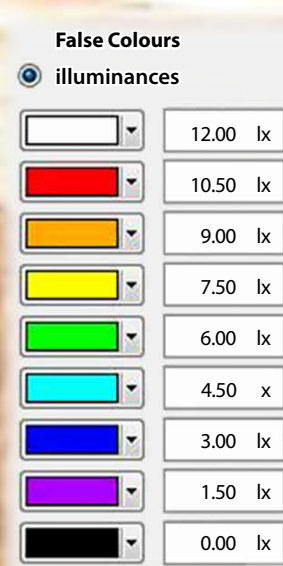 False Colours
illuminances
12.00 lx
10.50 lx
9.00 lx
7.50 lx
6.00 lx
4.50 x
3.00 lx
1.50 lx
0.00 lx